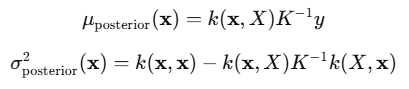 μ_posterior(𝐱) = k(𝐱, X)K⁻¹y
σ²_posterior(𝐱) = k(𝐱, 𝐱) − k(𝐱, X)K⁻¹k(X, 𝐱)